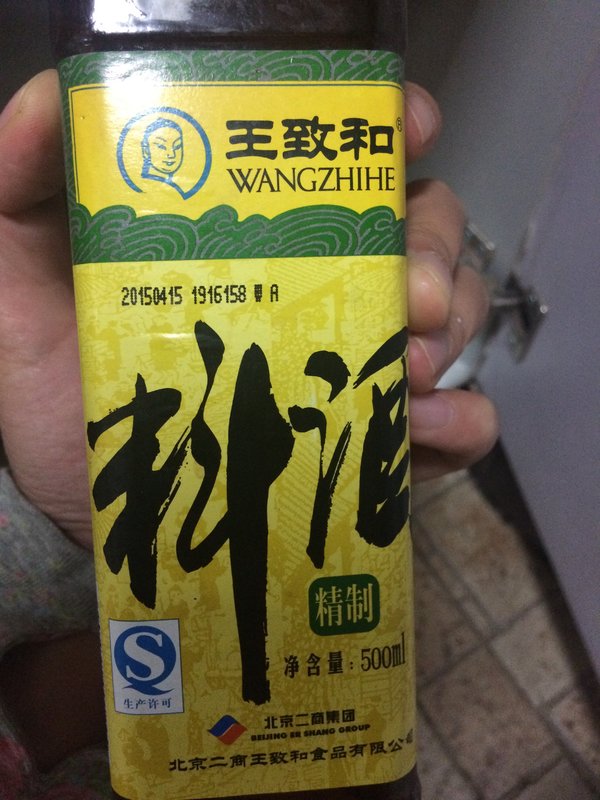 王致和®
WANGZHIHE
20150415 1916158 A
料酒
精制
净含量:500ml
S
生产许可
北京二商集团
BEIJING ER SHANG GROUP
北京二商王致和食品有限公